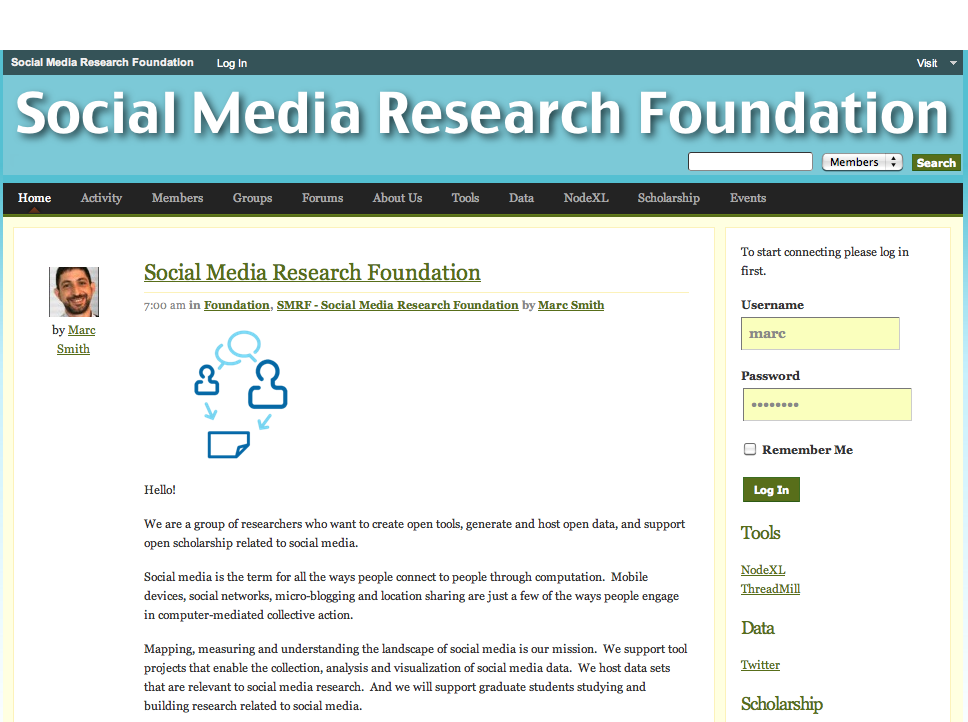 Social Media Research Foundation Log In Visit
Social Media Research Foundation
Members Search
Home Activity Members Groups Forums About Us Tools Data NodeXL Scholarship Events
by Marc
Smith
Social Media Research Foundation
7:00 am in Foundation, SMRF - Social Media Research Foundation by Marc Smith
Hello!
We are a group of researchers who want to create open tools, generate and host open data, and support
open scholarship related to social media.
Social media is the term for all the ways people connect to people through computation.  Mobile
devices, social networks, micro-blogging and location sharing are just a few of the ways people engage
in computer-mediated collective action.
Mapping, measuring and understanding the landscape of social media is our mission.  We support tool
projects that enable the collection, analysis and visualization of social media data.  We host data sets
that are relevant to social media research.  And we will support graduate students studying and
building research related to social media.
To start connecting please log in
first.
Username
marc
Password
••••••••
Remember Me
Log In
Tools
NodeXL
ThreadMill
Data
Twitter
Scholarship